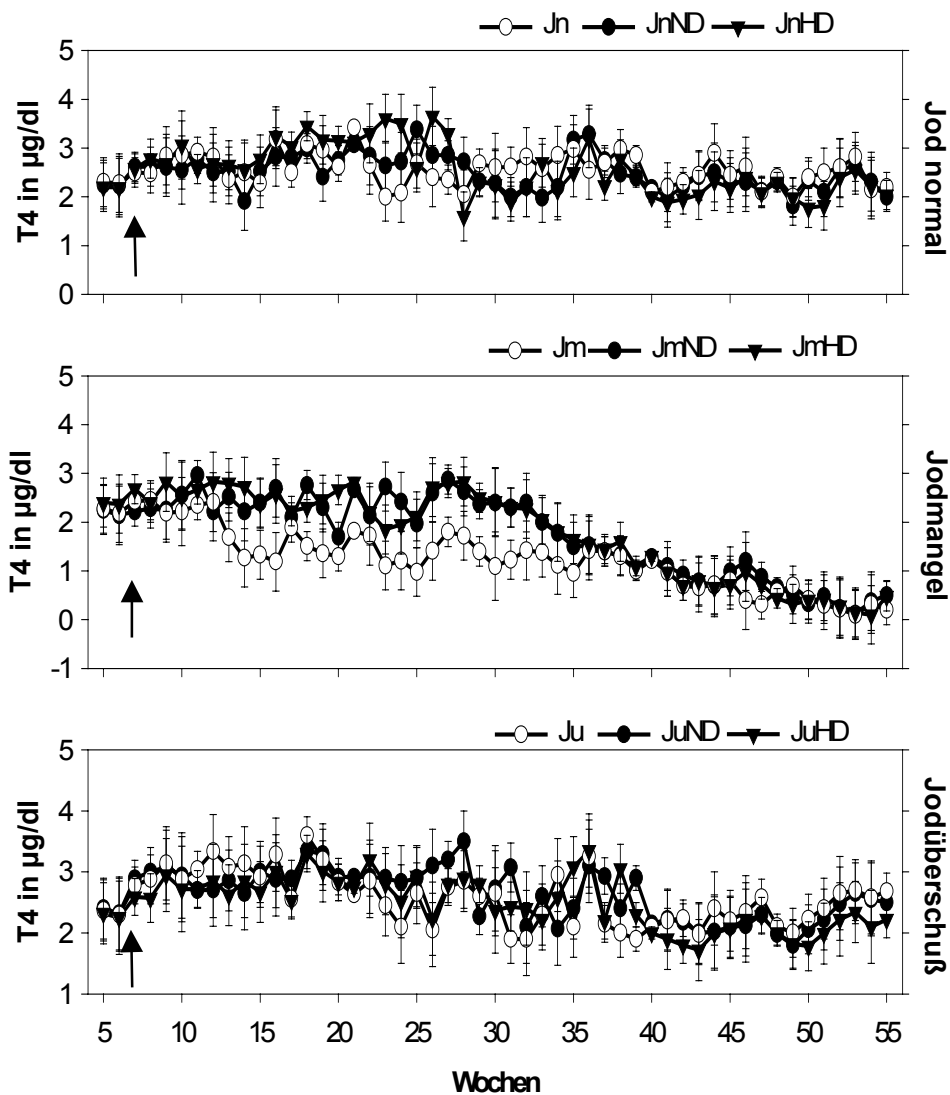 Jn JnND JnHD
5
4
3
2
1
0
T4 in µg/dl
Jod normal
Jm JmND JmHD
5
4
3
2
1
0
-1
T4 in µg/dl
Jodmangel
Ju JuND JuHD
5
4
3
2
1
T4 in µg/dl
Jodüberschuß
5 10 15 20 25 30 35 40 45 50 55
Wochen